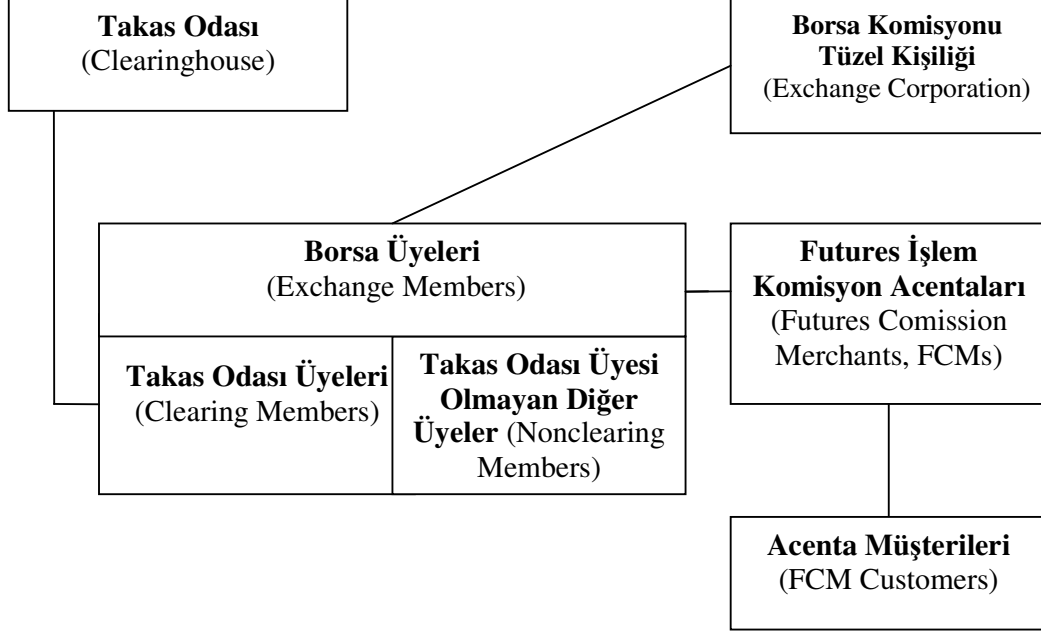 Takas Odası
(Clearinghouse)
Borsa Komisyonu
Tüzel Kişiliği
(Exchange Corporation)
Borsa Üyeleri
(Exchange Members)
Futures İşlem
Komisyon Acentaları
(Futures Comission
Merchants, FCMs)
Takas Odası Üyeleri
(Clearing Members)
Takas Odası Üyesi
Olmayan Diğer
Üyeler (Nonclearing
Members)
Acenta Müşterileri
(FCM Customers)